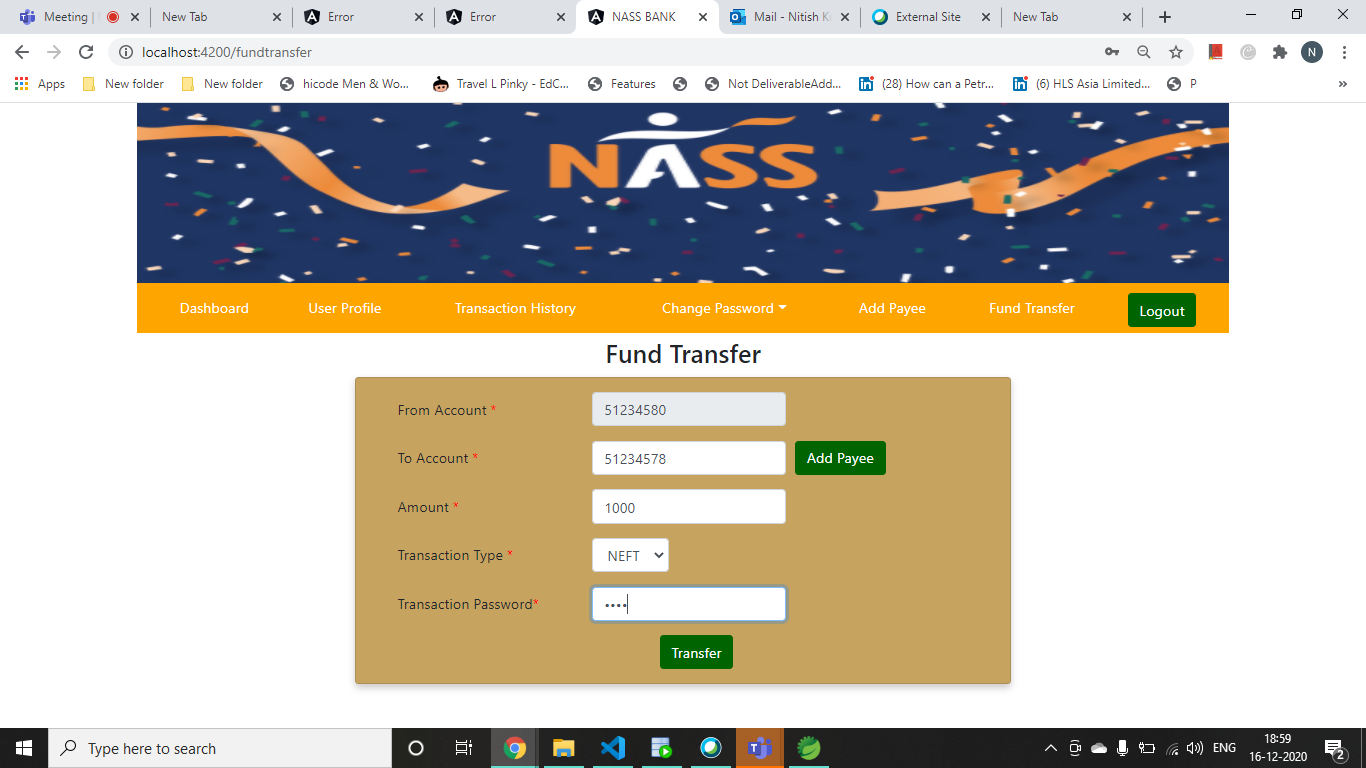 Meeting |
New Tab
Error
Error
NASS BANK
Mail - Nitish K
External Site
New Tab
localhost:4200/fundtransfer
N
Apps
New folder
New folder
hicode Men & Wo...
Travel L Pinky - EdC...
Features
Not DeliverableAdd...
(28) How can a Petr...
(6) HLS Asia Limited...
P
»
NASS
Dashboard
User Profile
Transaction History
Change Password
Add Payee
Fund Transfer
Logout
Fund Transfer
From Account * 51234580
To Account * 51234578 Add Payee
Amount * 1000
Transaction Type * NEFT
Transaction Password* ••••
Transfer
Type here to search
ENG
18:59
16-12-2020
2